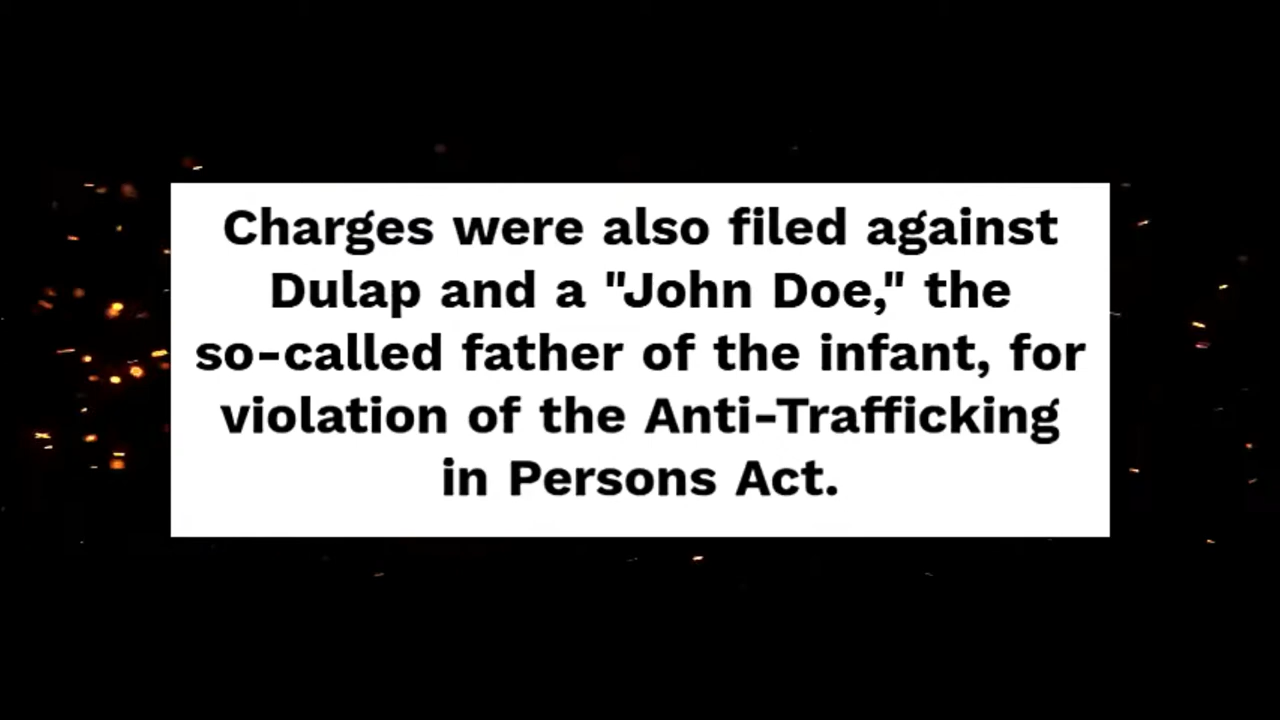 Charges were also filed against
Dulap and a "John Doe," the
so-called father of the infant, for
violation of the Anti-Trafficking
in Persons Act.